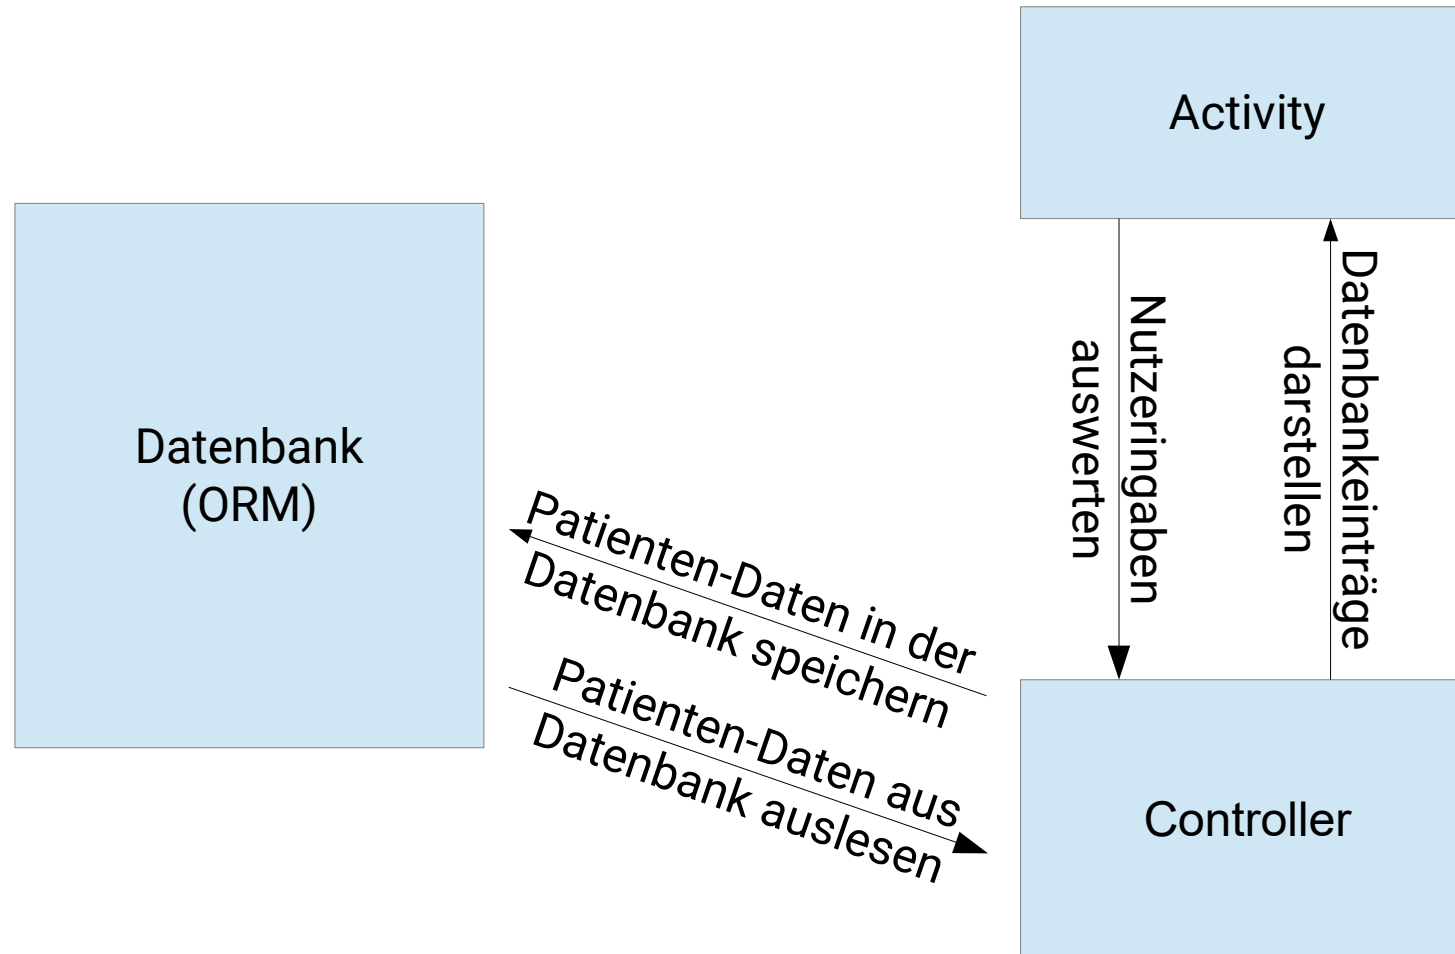 Activity
Datenbank
(ORM)
Nutzeringaben
auswerten
Datenbankeinträge
darstellen
Patienten-Daten in der
Datenbank speichern
Patienten-Daten aus
Datenbank auslesen
Controller